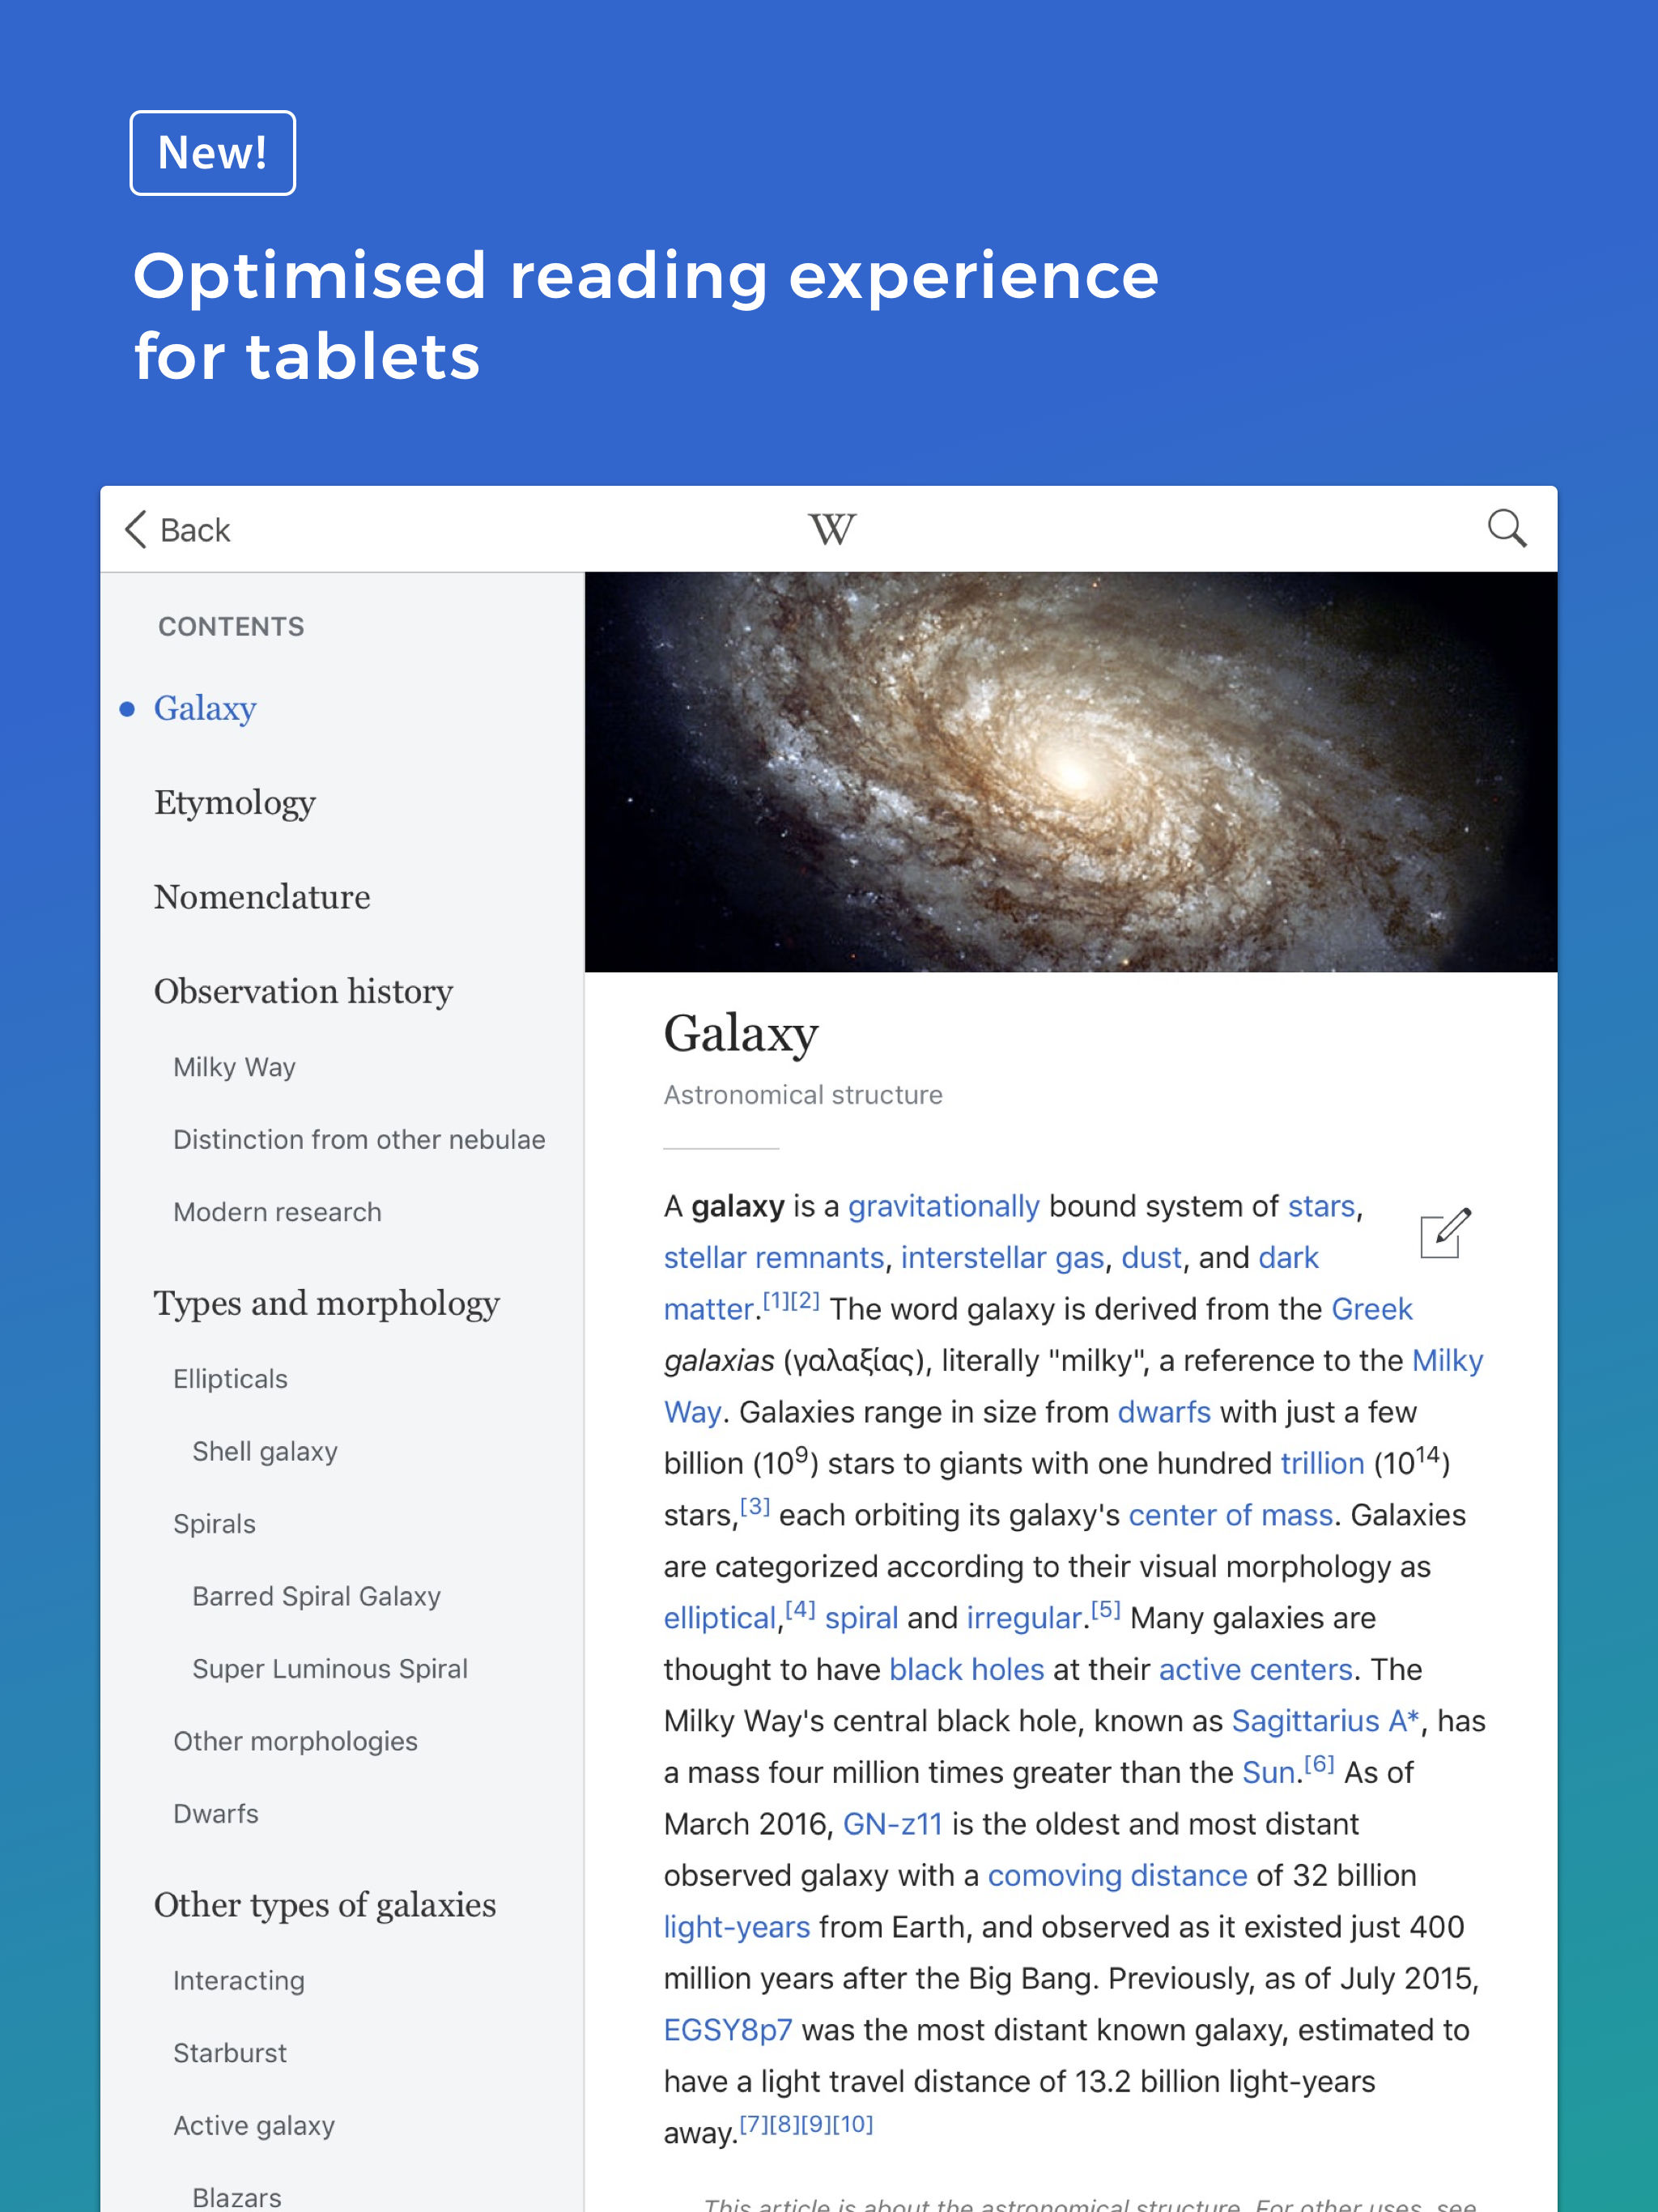 New!
Optimised reading experience
for tablets
Back
W
CONTENTS
Galaxy
Etymology
Nomenclature
Observation history
Milky Way
Distinction from other nebulae
Modern research
Types and morphology
Ellipticals
Shell galaxy
Spirals
Barred Spiral Galaxy
Super Luminous Spiral
Other morphologies
Dwarfs
Other types of galaxies
Interacting
Starburst
Active galaxy
Blazars
Galaxy
Astronomical structure
A galaxy is a gravitationally bound system of stars,
stellar remnants, interstellar gas, dust, and dark
matter.[1][2] The word galaxy is derived from the Greek
galaxias (γαλαξίας), literally "milky", a reference to the Milky
Way. Galaxies range in size from dwarfs with just a few
billion (10⁹) stars to giants with one hundred trillion (10¹⁴)
stars,[3] each orbiting its galaxy's center of mass. Galaxies
are categorized according to their visual morphology as
elliptical,[4] spiral and irregular.[5] Many galaxies are
thought to have black holes at their active centers. The
Milky Way's central black hole, known as Sagittarius A*, has
a mass four million times greater than the Sun.[6] As of
March 2016, GN-z11 is the oldest and most distant
observed galaxy with a comoving distance of 32 billion
light-years from Earth, and observed as it existed just 400
million years after the Big Bang. Previously, as of July 2015,
EGSY8p7 was the most distant known galaxy, estimated to
have a light travel distance of 13.2 billion light-years
away.[7][8][9][10]
This article is about the astronomical structure. For other uses, see